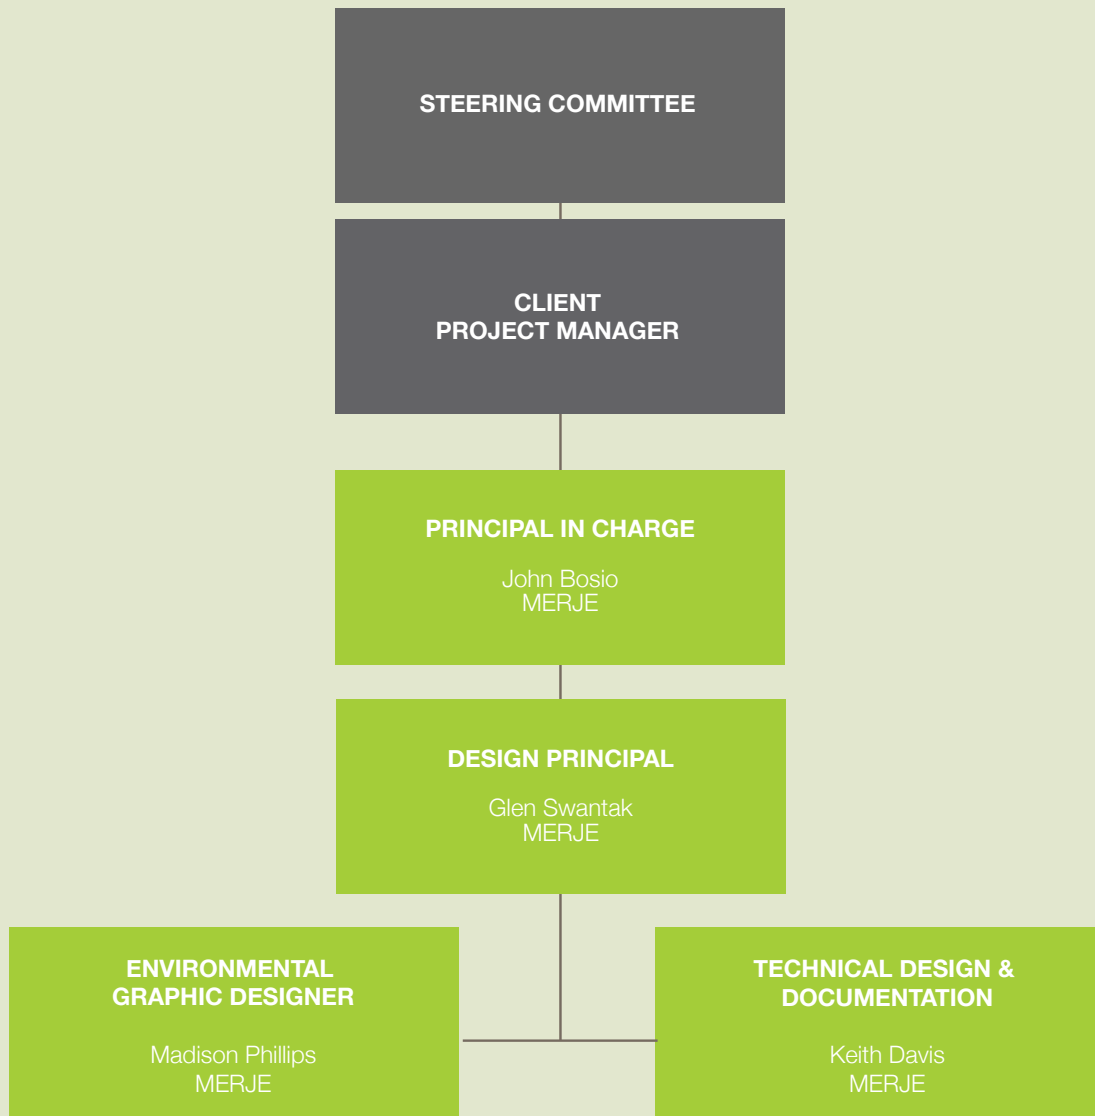 STEERING COMMITTEE
CLIENT
PROJECT MANAGER
PRINCIPAL IN CHARGE
John Bosio
MERJE
DESIGN PRINCIPAL
Glen Swantak
MERJE
ENVIRONMENTAL
GRAPHIC DESIGNER
Madison Phillips
MERJE
TECHNICAL DESIGN &
DOCUMENTATION
Keith Davis
MERJE